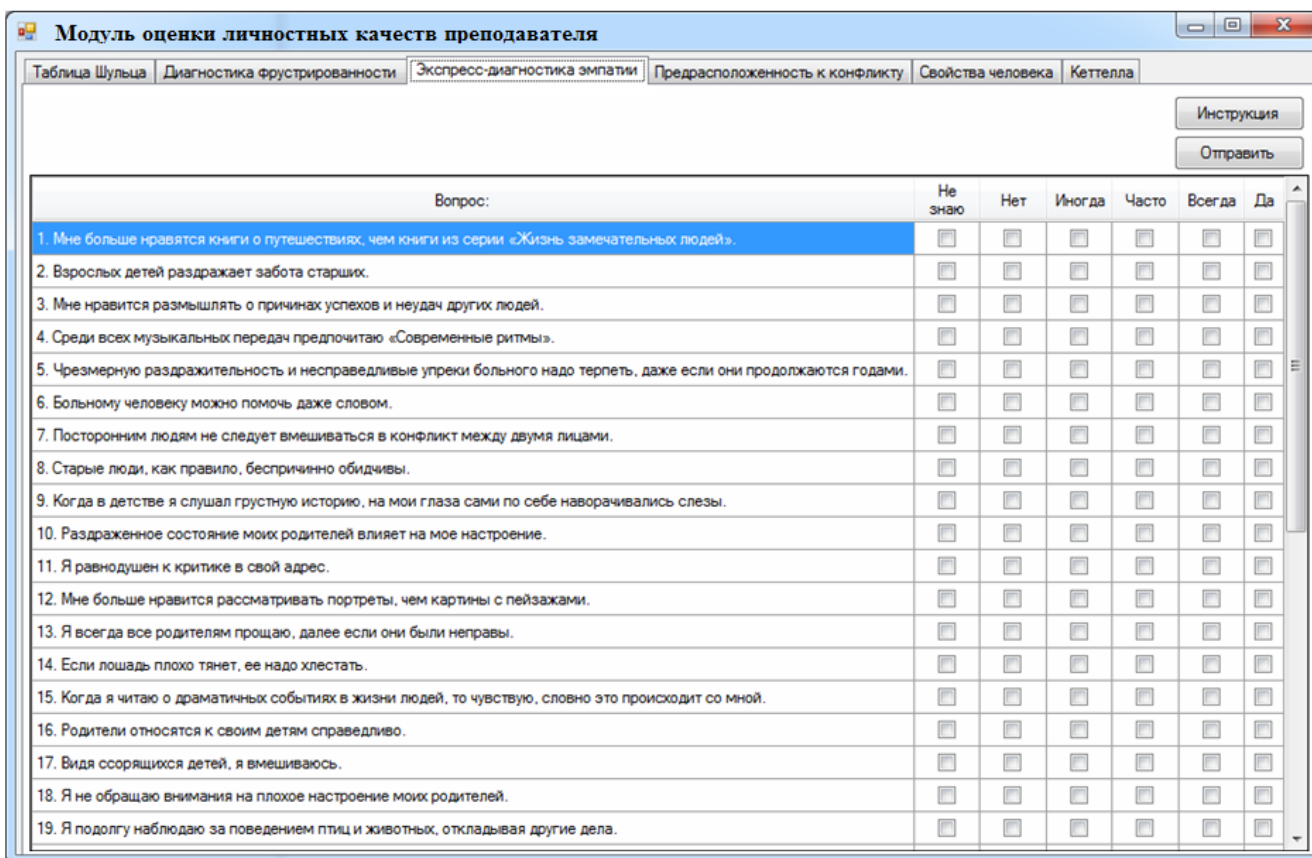 Модуль оценки личностных качеств преподавателя
Таблица Шульца Диагностика фрустрированности Экспресс-диагностика эмпатии Предрасположенность к конфликту Свойства человека Кеттелла
Инструкция
Отправить
Вопрос: Не знаю Нет Иногда Часто Всегда Да
1. Мне больше нравятся книги о путешествиях, чем книги из серии «Жизнь замечательных людей».
2. Взрослых детей раздражает забота старших.
3. Мне нравится размышлять о причинах успехов и неудач других людей.
4. Среди всех музыкальных передач предпочитаю «Современные ритмы».
5. Чрезмерную раздражительность и несправедливые упреки больного надо терпеть, даже если они продолжаются годами.
6. Больному человеку можно помочь даже словом.
7. Посторонним людям не следует вмешиваться в конфликт между двумя лицами.
8. Старые люди, как правило, беспричинно обидчивы.
9. Когда в детстве я слушал грустную историю, на мои глаза сами по себе наворачивались слезы.
10. Раздраженное состояние моих родителей влияет на мое настроение.
11. Я равнодушен к критике в свой адрес.
12. Мне больше нравится рассматривать портреты, чем картины с пейзажами.
13. Я всегда все родителям прощаю, далее если они были неправы.
14. Если лошадь плохо тянет, ее надо хлестать.
15. Когда я читаю о драматичных событиях в жизни людей, то чувствую, словно это происходит со мной.
16. Родители относятся к своим детям справедливо.
17. Видя ссорящихся детей, я вмешиваюсь.
18. Я не обращаю внимания на плохое настроение моих родителей.
19. Я подолгу наблюдаю за поведением птиц и животных, откладывая другие дела.